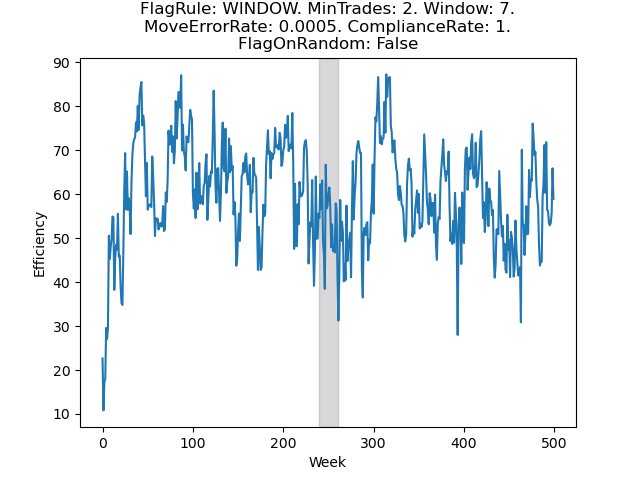 FlagRule: WINDOW. MinTrades: 2. Window: 7.
MoveErrorRate: 0.0005. ComplianceRate: 1.
FlagOnRandom: False
90
80
70
60
50
40
30
20
10
Efficiency
0 100 200 300 400 500
Week